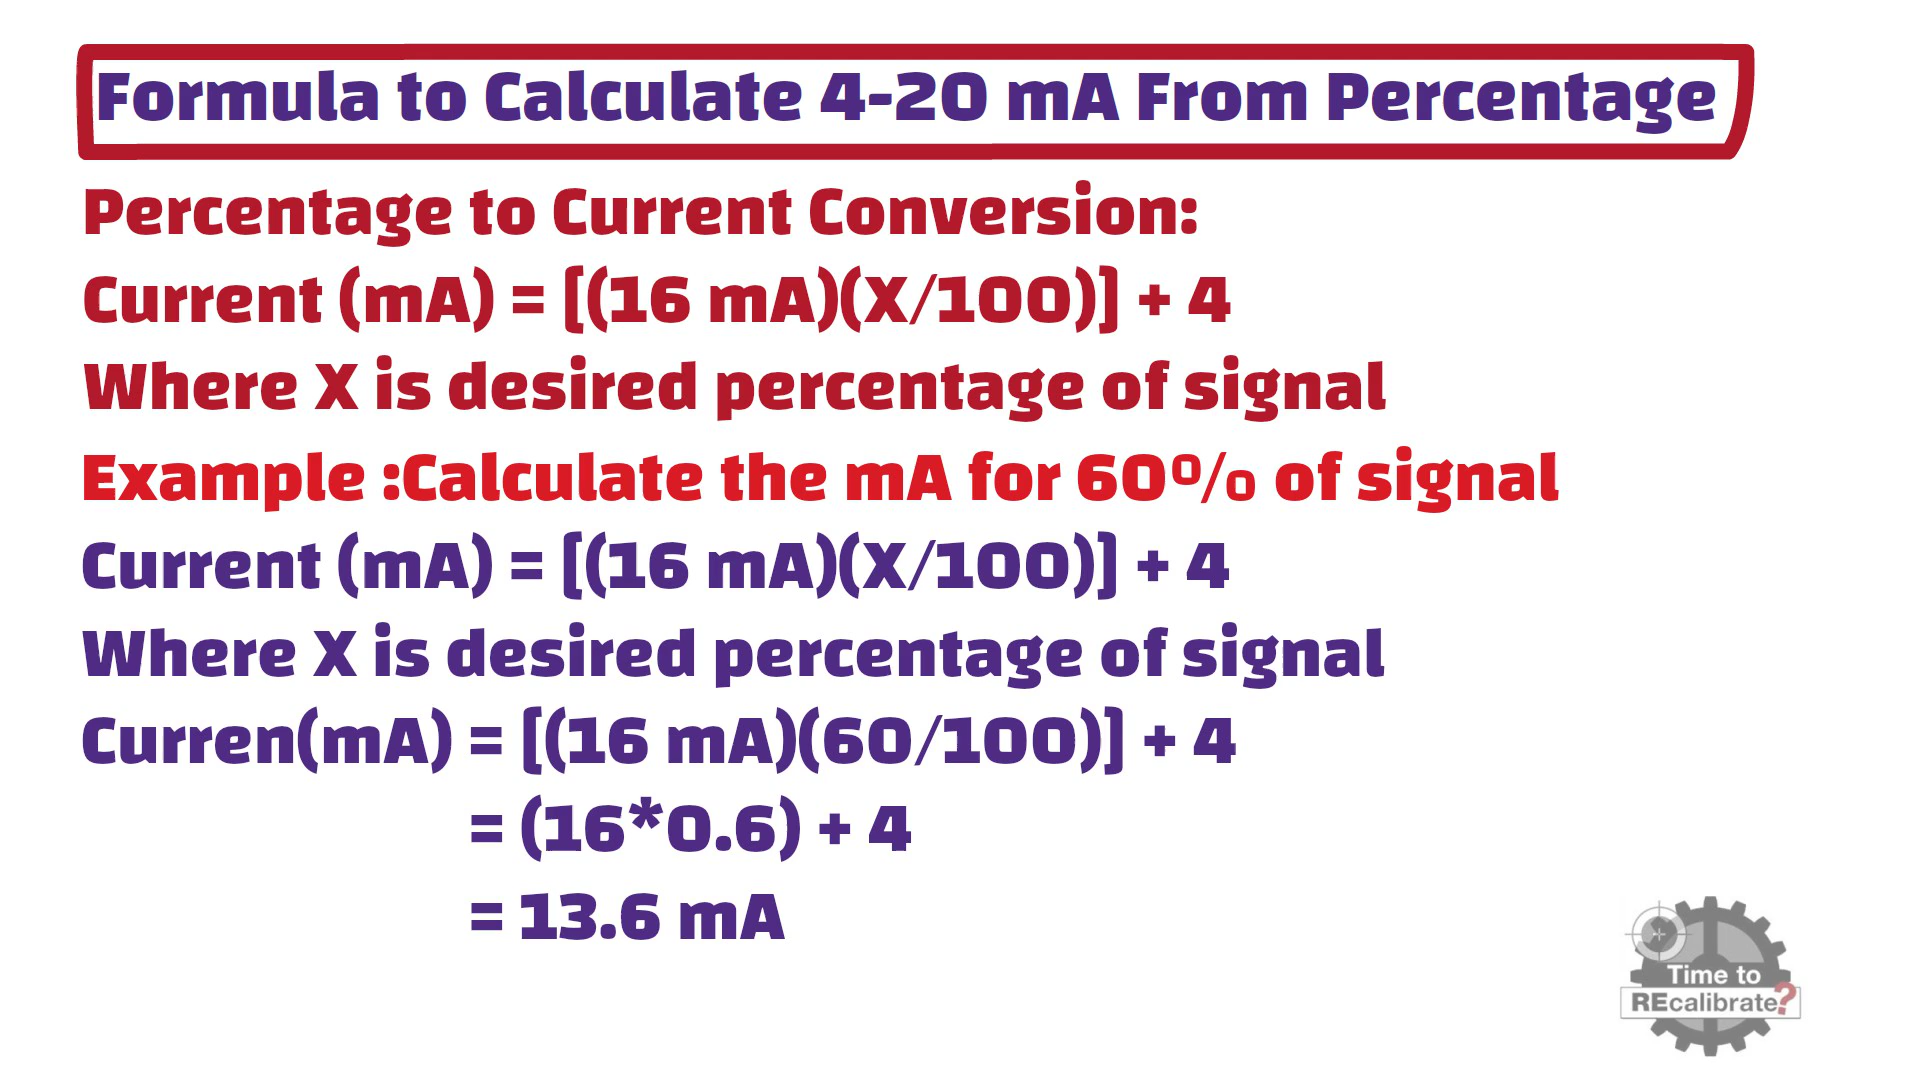 Formula to Calculate 4-20 mA From Percentage
Percentage to Current Conversion:
Current (mA) = [(16 mA)(X/100)] + 4
Where X is desired percentage of signal
Example :Calculate the mA for 60% of signal
Current (mA) = [(16 mA)(X/100)] + 4
Where X is desired percentage of signal
Curren(mA) = [(16 mA)(60/100)] + 4
= (16*0.6) + 4
= 13.6 mA
Time to
REcalibrate?